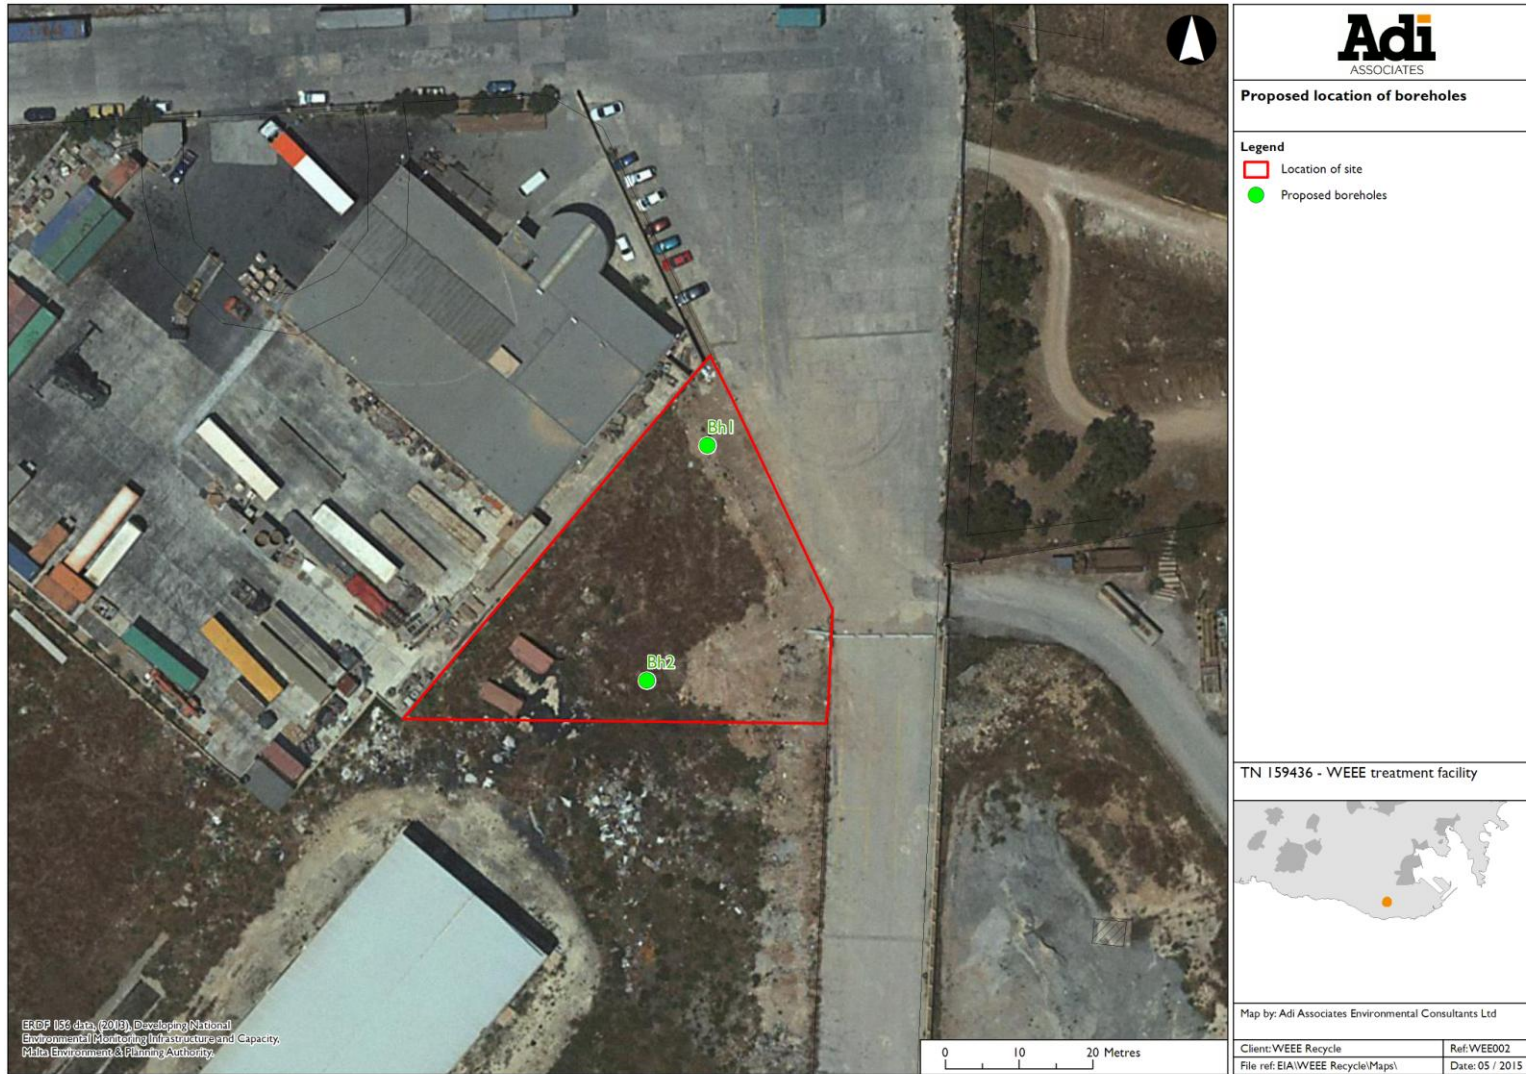 Adi
ASSOCIATES
Proposed location of boreholes
Legend
Location of site
Proposed boreholes
Bh1
Bh2
TN 159436 - WEEE treatment facility
ERDF 156 data, (2013), Developing National
Environmental Monitoring Infrastructure and Capacity,
Malta Environment & Planning Authority.
0 10 20 Metres
Map by: Adi Associates Environmental Consultants Ltd
Client: WEEE Recycle Ref: WEE002
File ref: EIA\WEEE Recycle\Maps\ Date: 05 / 2015